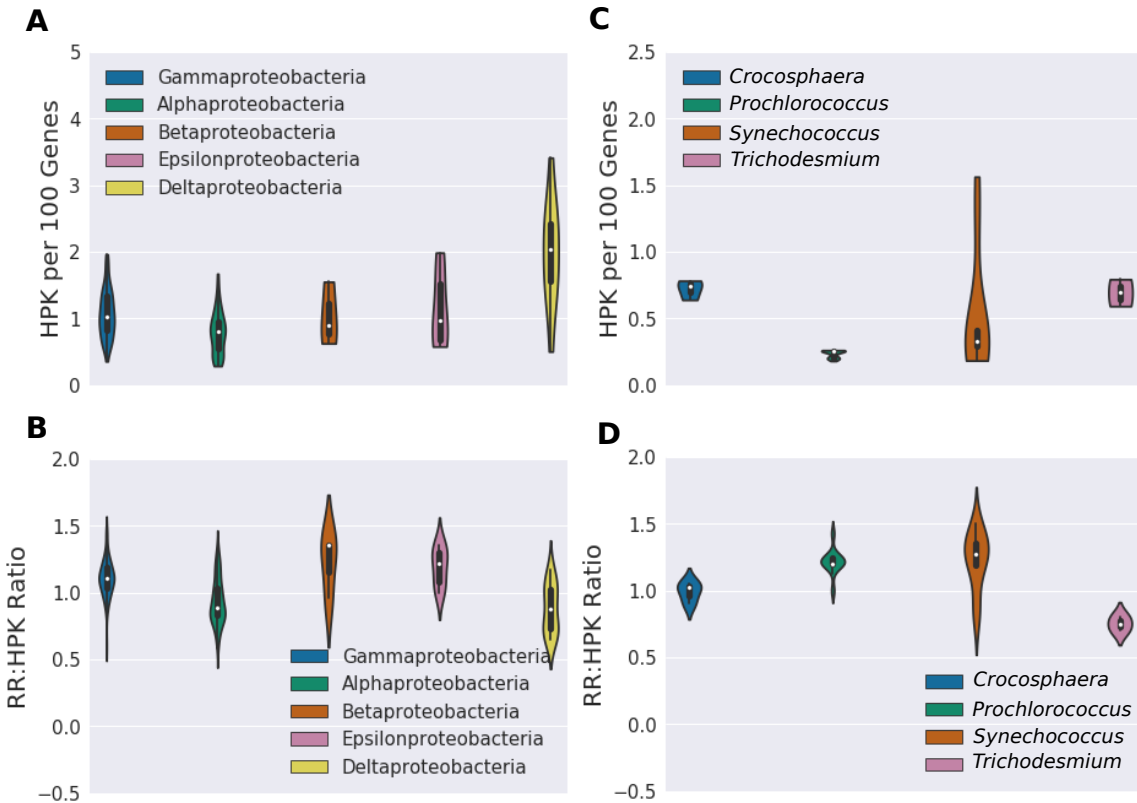 A
HPK per 100 Genes
5
4
3
2
1
0
Gammaproteobacteria
Alphaproteobacteria
Betaproteobacteria
Epsilonproteobacteria
Deltaproteobacteria
C
HPK per 100 Genes
2.5
2.0
1.5
1.0
0.5
0.0
Crocosphaera
Prochlorococcus
Synechococcus
Trichodesmium
B
RR:HPK Ratio
2.0
1.5
1.0
0.5
0.0
−0.5
Gammaproteobacteria
Alphaproteobacteria
Betaproteobacteria
Epsilonproteobacteria
Deltaproteobacteria
D
RR:HPK Ratio
2.0
1.5
1.0
0.5
0.0
−0.5
Crocosphaera
Prochlorococcus
Synechococcus
Trichodesmium